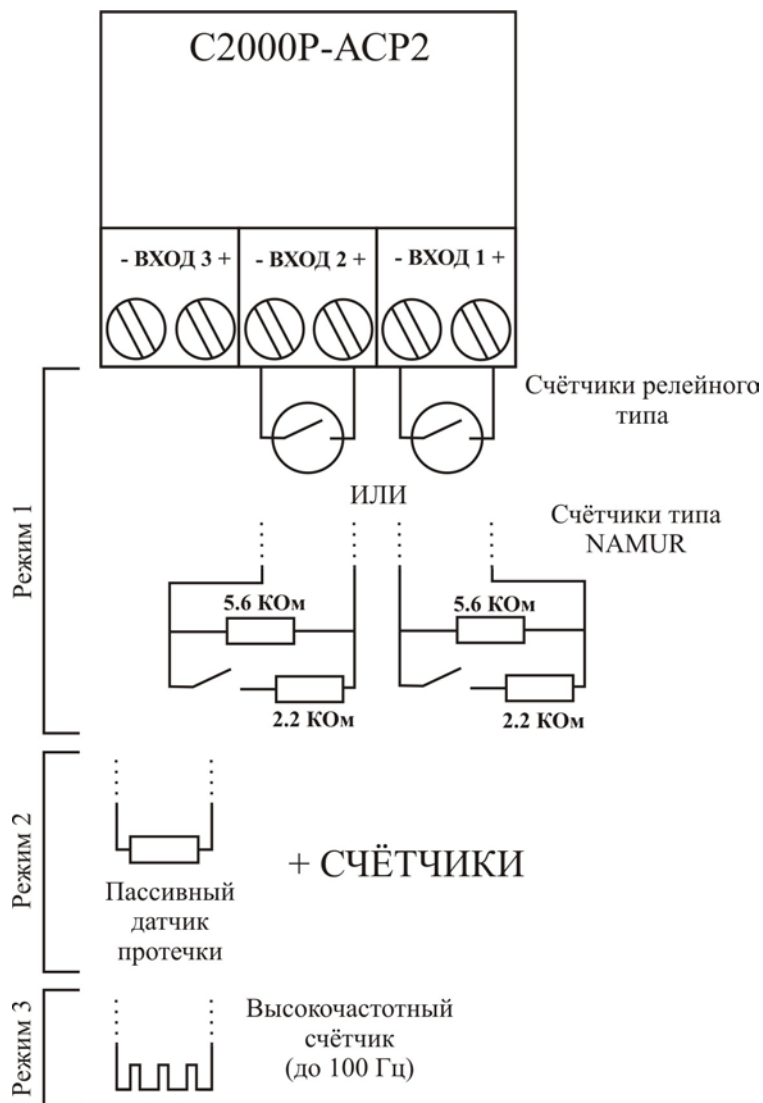 С2000Р-АСР2
- ВХОД 3 +
- ВХОД 2 +
- ВХОД 1 +
Режим 1
Счётчики релейного
типа
ИЛИ
Счётчики типа
NAMUR
5.6 КОм
5.6 КОм
2.2 КОм
2.2 КОм
Режим 2
Пассивный
датчик
протечки
+ СЧЁТЧИКИ
Режим 3
Высокочастотный
счётчик
(до 100 Гц)